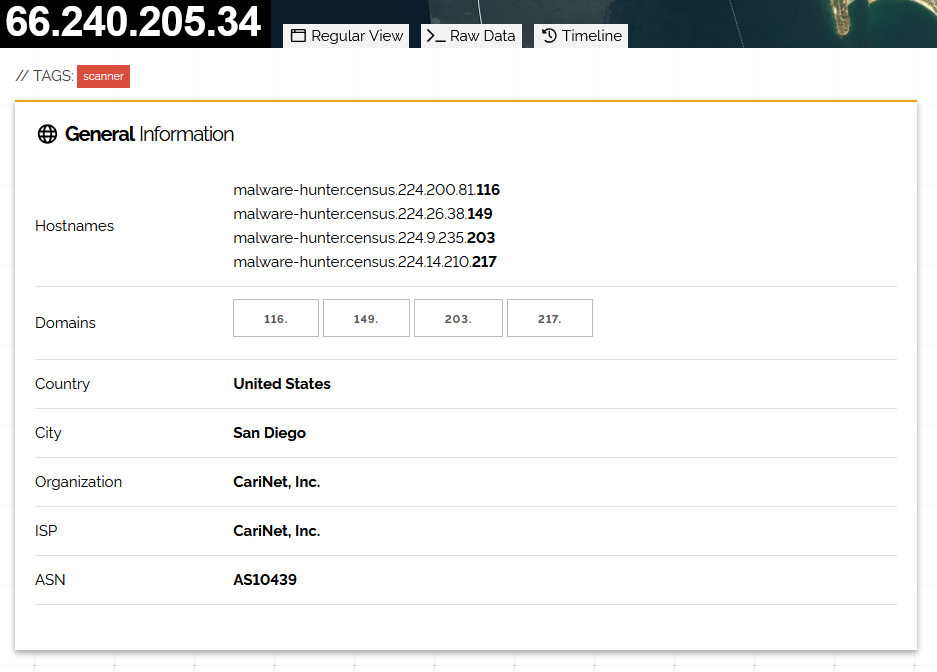 66.240.205.34
Regular View
Raw Data
Timeline
// TAGS: scanner
General Information
Hostnames
malware-hunter.census.224.200.81.116
malware-hunter.census.224.26.38.149
malware-hunter.census.224.9.235.203
malware-hunter.census.224.14.210.217
Domains
116. 149. 203. 217.
Country United States
City San Diego
Organization CariNet, Inc.
ISP CariNet, Inc.
ASN AS10439